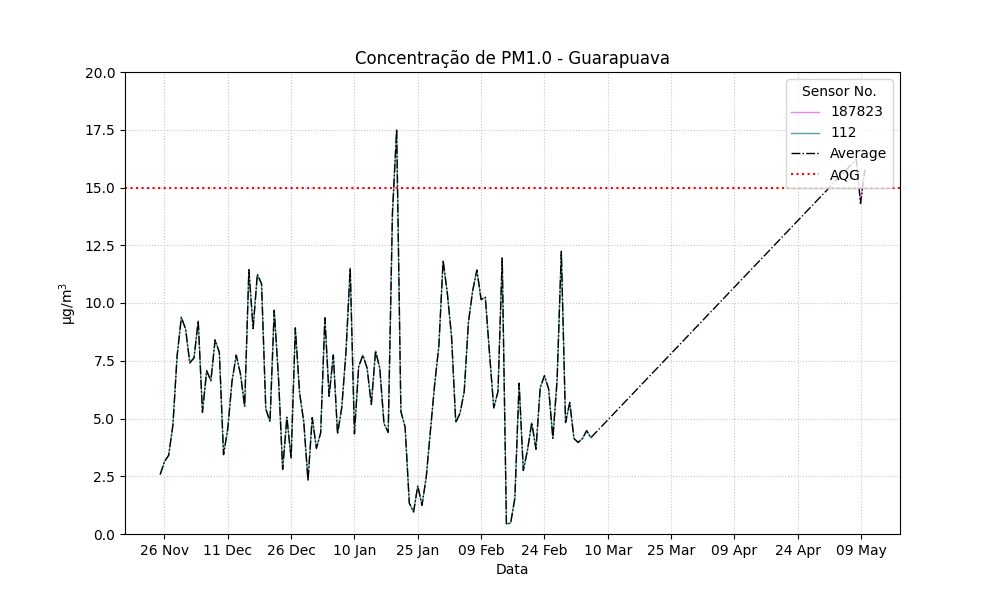 Concentração de PM1.0 - Guarapuava
20.0
17.5
15.0
12.5
10.0
7.5
5.0
2.5
0.0
µg/m³
Sensor No.
187823
112
Average
AQG
26 Nov 11 Dec 26 Dec 10 Jan 25 Jan 09 Feb 24 Feb 10 Mar 25 Mar 09 Apr 24 Apr 09 May
Data